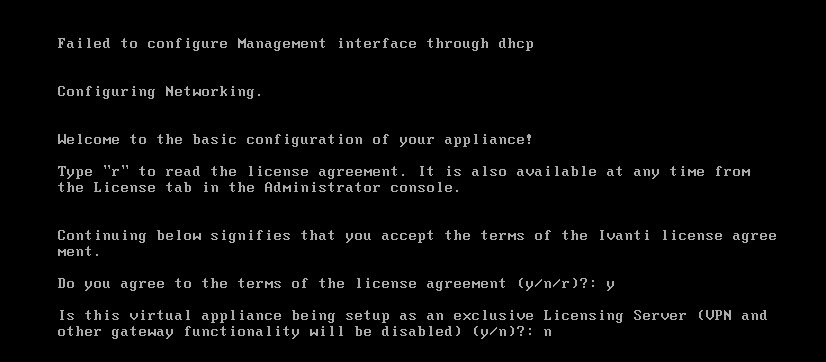 Failed to configure Management interface through dhcp
Configuring Networking.
Welcome to the basic configuration of your appliance!
Type "r" to read the license agreement. It is also available at any time from
the License tab in the Administrator console.
Continuing below signifies that you accept the terms of the Ivanti license agree
ment.
Do you agree to the terms of the license agreement (y/n/r)?: y
Is this virtual appliance being setup as an exclusive Licensing Server (VPN and
other gateway functionality will be disabled) (y/n)?: n